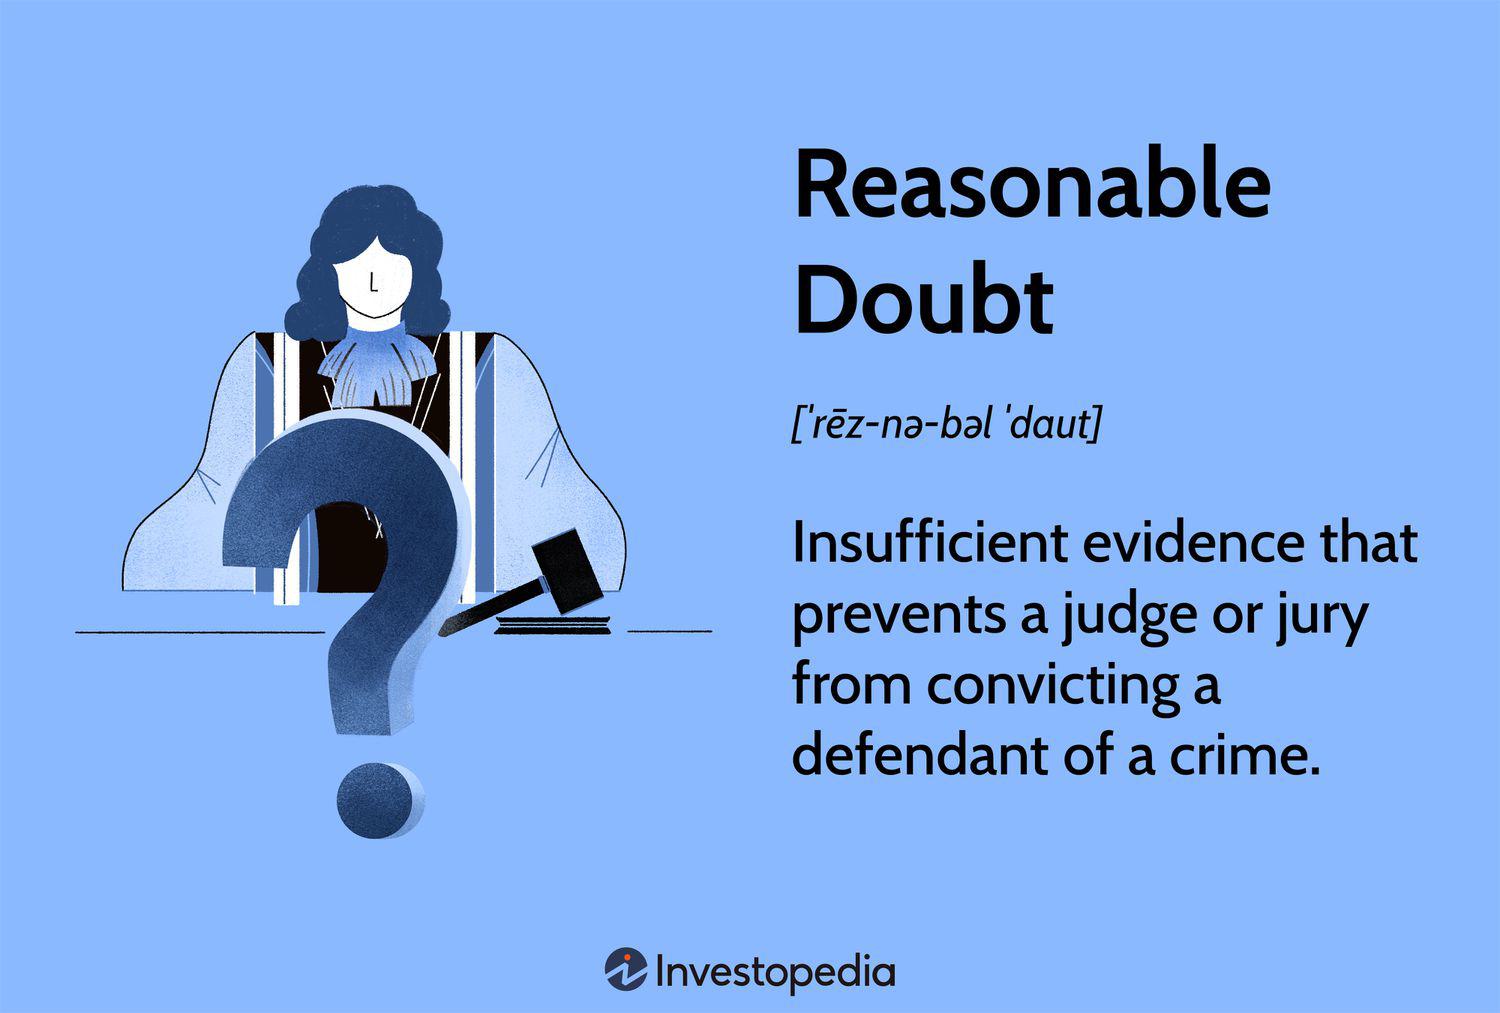 Reasonable
Doubt
[ˈrēz-nə-bəl ˈdau̇t]
Insufficient evidence that
prevents a judge or jury
from convicting a
defendant of a crime.
Investopedia